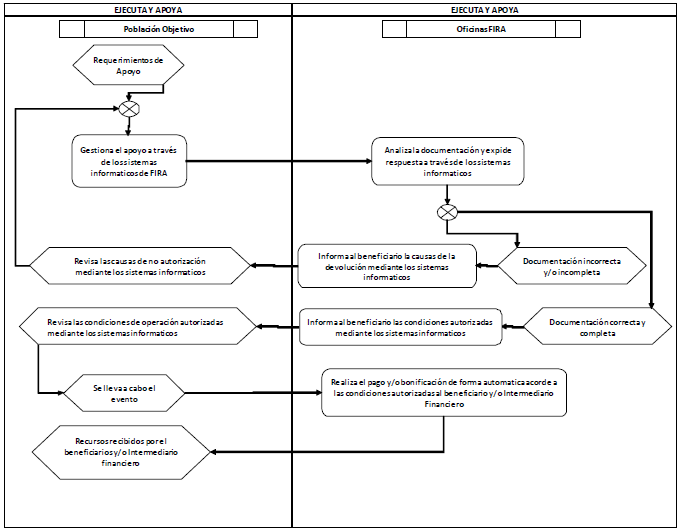 EJECUTA Y APOYA
EJECUTA Y APOYA
Población Objetivo
Oficinas FIRA
Requerimientos de
Apoyo
Gestiona el apoyo a través
de los sistemas
informaticos de FIRA
Analiza la documentación y expide
respuesta a través de los sistemas
informaticos
Revisa las causas de no autorización
mediante los sistemas informaticos
Informa al beneficiario la causas de la
devolución mediante los sistemas
informaticos
Documentación incorrecta
y/o incompleta
Revisa las condiciones de operación autorizadas
mediante los sistemas informaticos
Informa al beneficiario las condiciones autorizadas
mediante los sistemas informaticos
Documentación correcta y
completa
Se lleva a cabo el
evento
Realiza el pago y/o bonificación de forma automatica acorde a
las condiciones autorizadas al beneficiario y/o Intermediario
Financiero
Recursos recibidos por el
beneficiarios y/o Intermediario
financiero